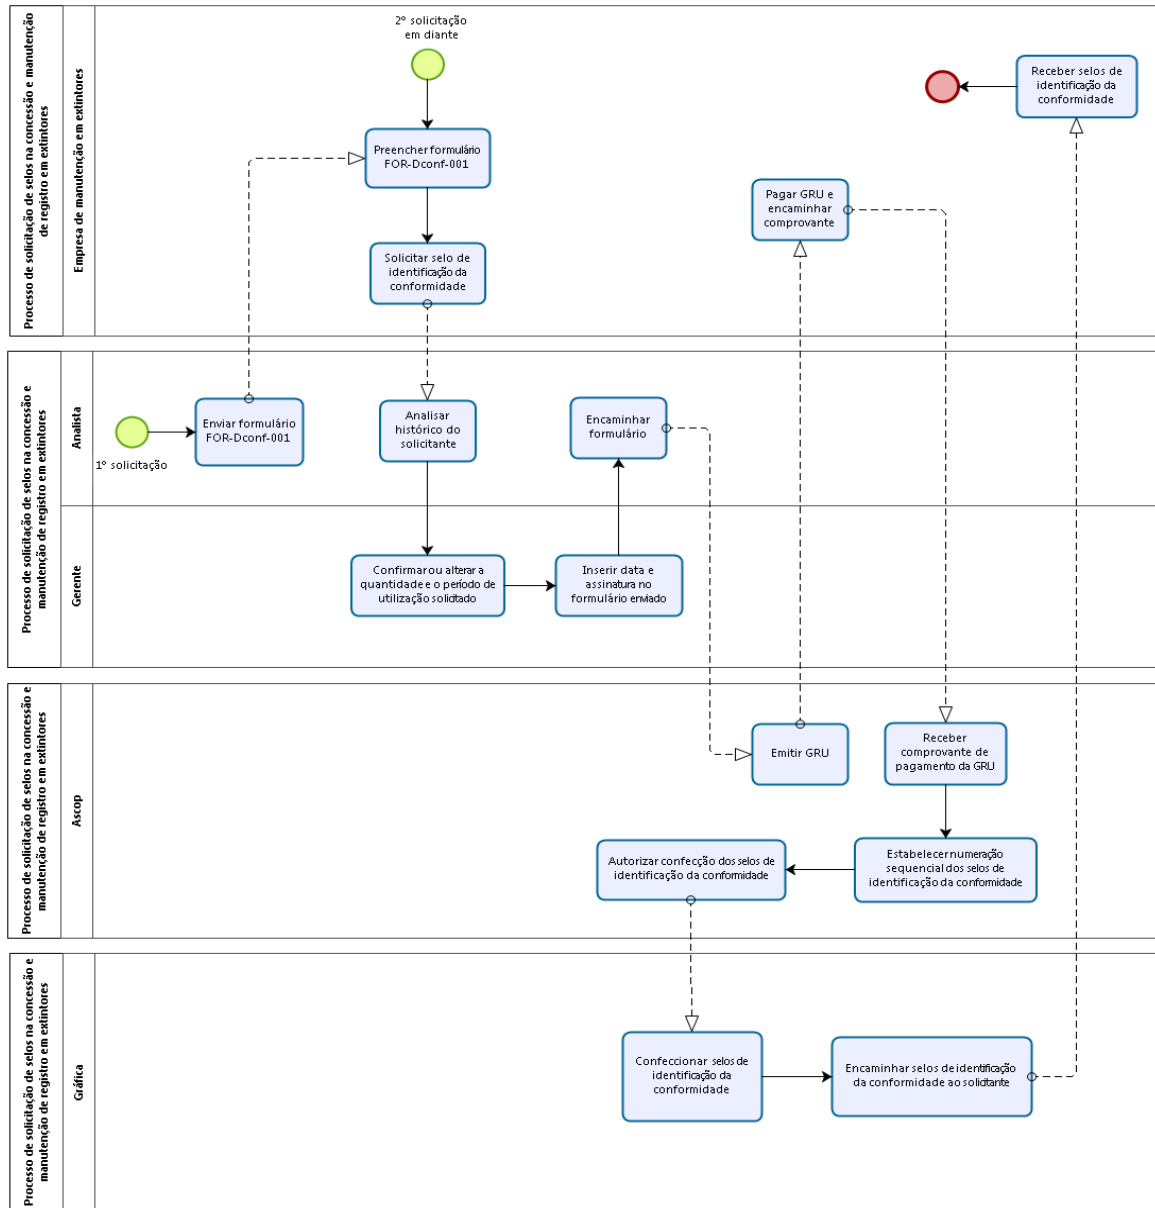 Processo de solicitação de selos na concessão e manutenção
de registro em extintores
Empresa de manutenção em extintores
2º solicitação
em diante
Preencher formulário
FOR-Dconf-001
Solicitar selo de
identificação da
conformidade
Pagar GRU e
encaminhar
comprovante
Receber selos de
identificação da
conformidade
Processo de solicitação de selos na concessão e
manutenção de registro em extintores
Analista
1º solicitação
Enviar formulário
FOR-Dconf-001
Analisar
histórico do
solicitante
Encaminhar
formulário
Gerente
Confirmar ou alterar a
quantidade e o período de
utilização solicitado
Inserir data e
assinatura no
formulário enviado
Processo de solicitação de selos na concessão e
manutenção de registro em extintores
Ascop
Emitir GRU
Receber
comprovante de
pagamento da GRU
Autorizar confecção dos selos de
identificação da conformidade
Estabelecer numeração
sequencial dos selos de
identificação da conformidade
Processo de solicitação de selos na concessão e
manutenção de registro em extintores
Gráfica
Confeccionar selos de
identificação da
conformidade
Encaminhar selos de identificação
da conformidade ao solicitante